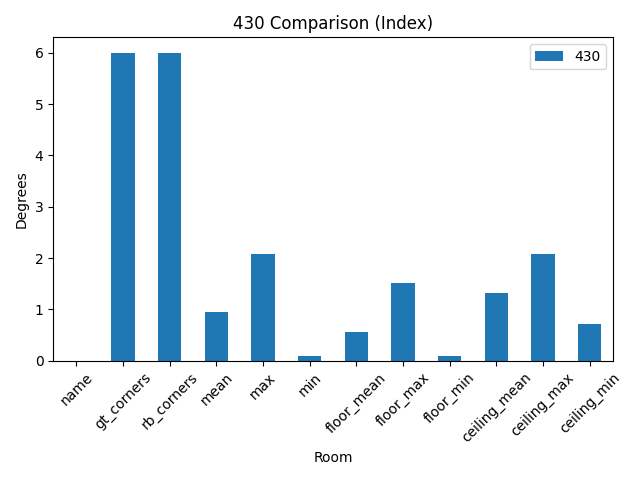 430 Comparison (Index)
430
Degrees
6
5
4
3
2
1
0
name
gt_corners
rb_corners
mean
max
min
floor_mean
floor_max
floor_min
ceiling_mean
ceiling_max
ceiling_min
Room